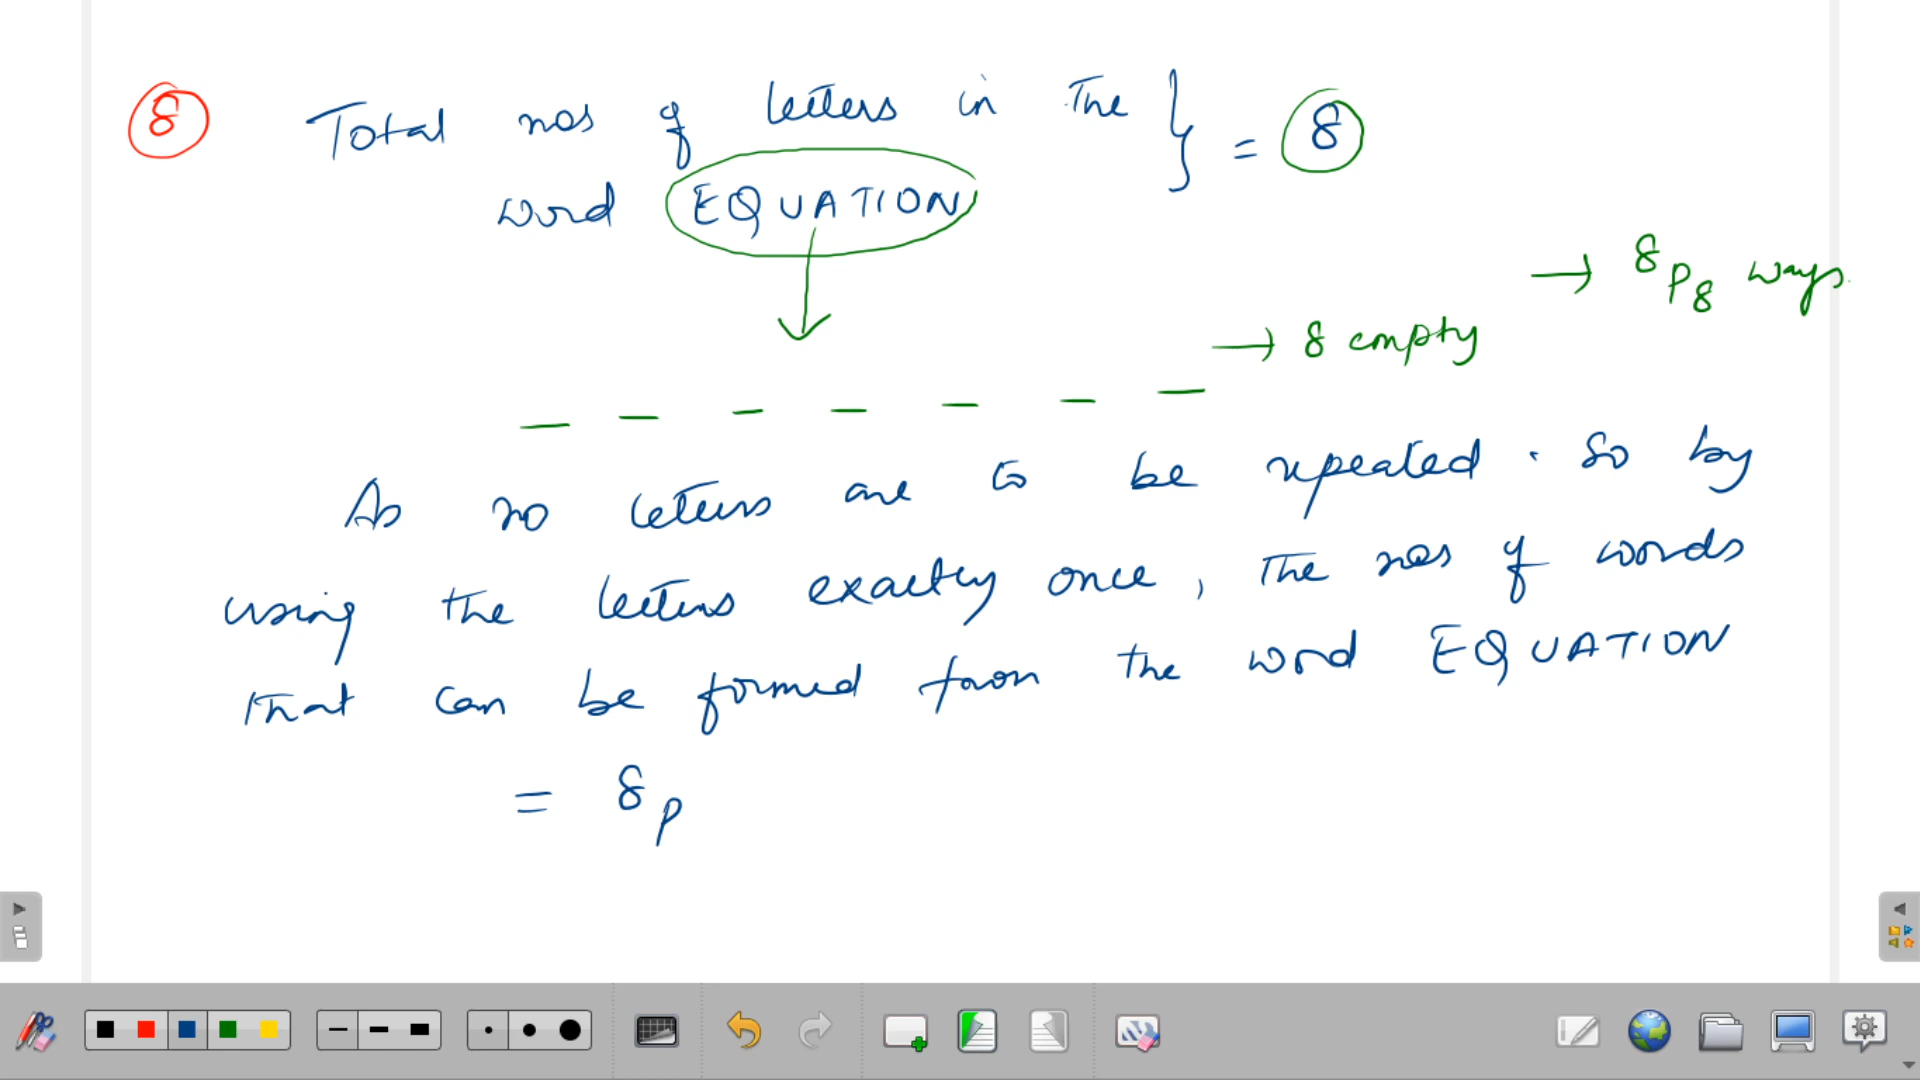 8 Total nos of letters in the } = 8
word EQUATION
→ 8P8 ways.
→ 8 empty
_ _ _ _ _ _ _
As no letters are to be repeated. So by
using the letters exactly once, the nos of words
that can be formed from the word EQUATION
= 8P